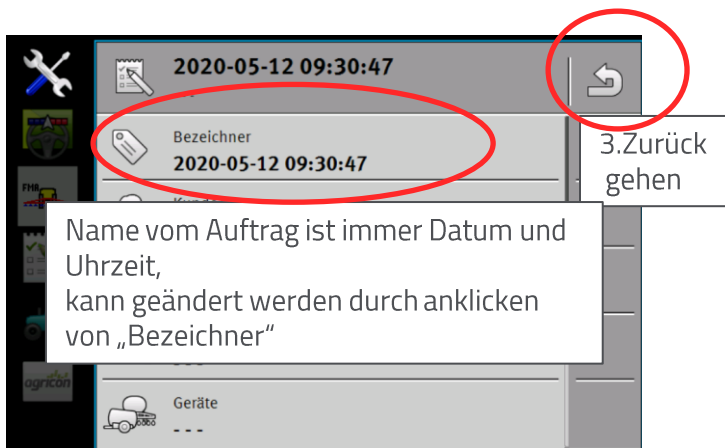 2020-05-12 09:30:47
Bezeichner
2020-05-12 09:30:47
3.Zurück
gehen
FMR
Name vom Auftrag ist immer Datum und
Uhrzeit,
kann geändert werden durch anklicken
von „Bezeichner“
agricon
Geräte
---